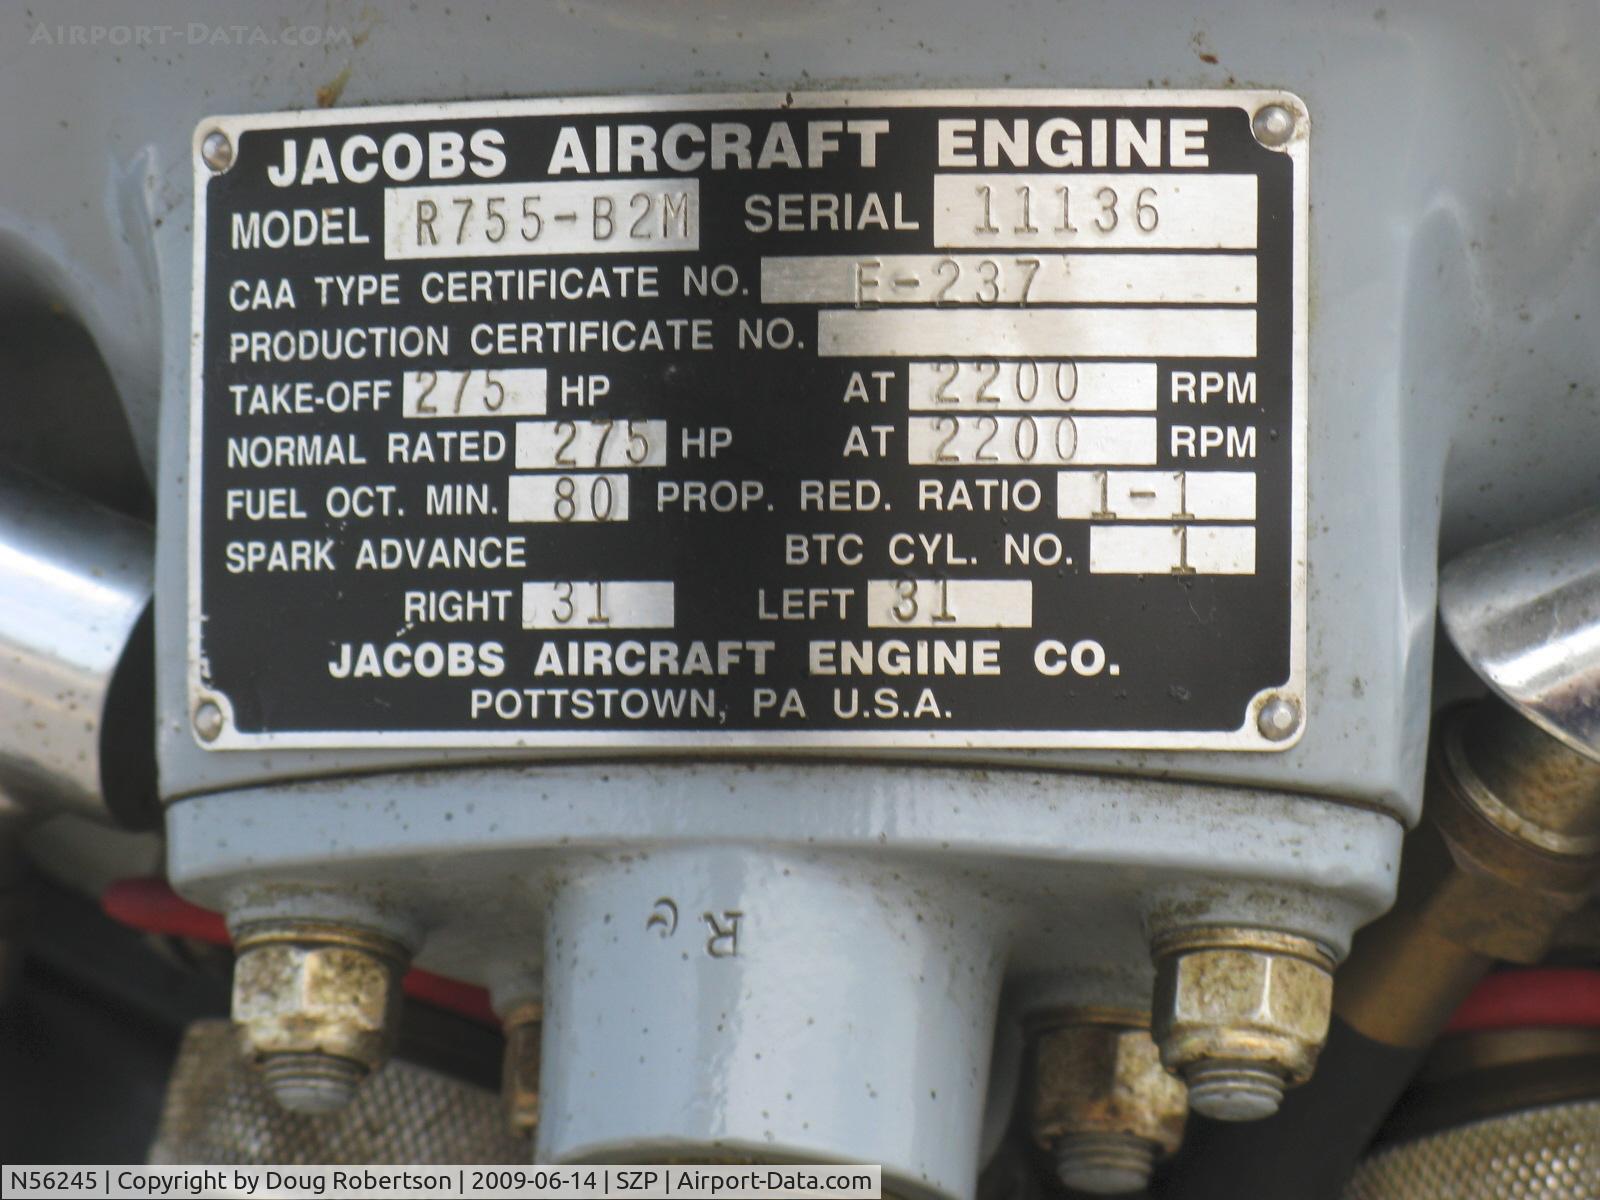 AIRPORT-DATA.COM
JACOBS AIRCRAFT ENGINE
MODEL R755-B2M SERIAL 11136
CAA TYPE CERTIFICATE NO. E-237
PRODUCTION CERTIFICATE NO.
TAKE-OFF 275 HP AT 2200 RPM
NORMAL RATED 275 HP AT 2200 RPM
FUEL OCT. MIN. 80 PROP. RED. RATIO 1-1
SPARK ADVANCE BTC CYL. NO. 1
RIGHT 31 LEFT 31
JACOBS AIRCRAFT ENGINE CO.
POTTSTOWN, PA U.S.A.
N56245 | Copyright by Doug Robertson | 2009-06-14 | SZP | Airport-Data.com